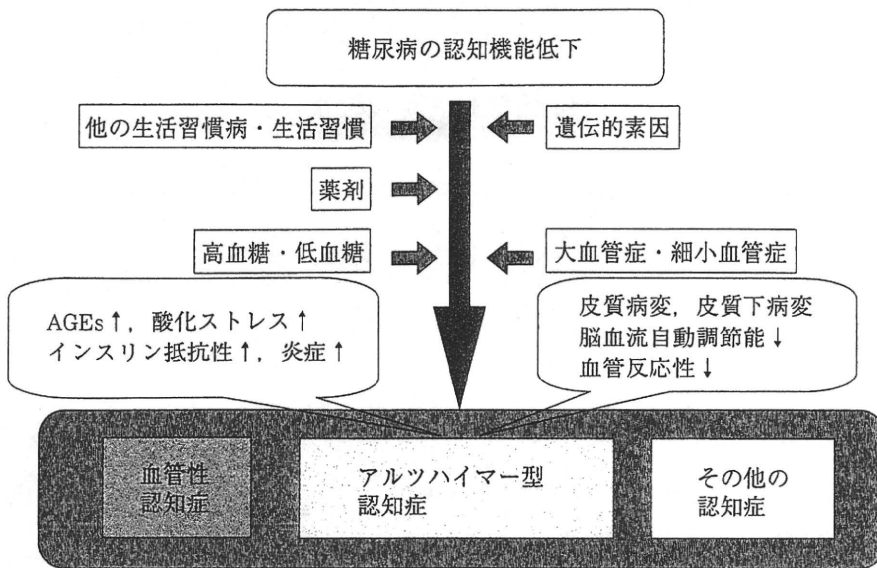 糖尿病の認知機能低下
他の生活習慣病・生活習慣
遺伝的素因
薬剤
高血糖・低血糖
大血管症・細小血管症
AGEs↑，酸化ストレス↑
インスリン抵抗性↑，炎症↑
皮質病変，皮質下病変
脳血流自動調節能↓
血管反応性↓
血管性
認知症
アルツハイマー型
認知症
その他の
認知症